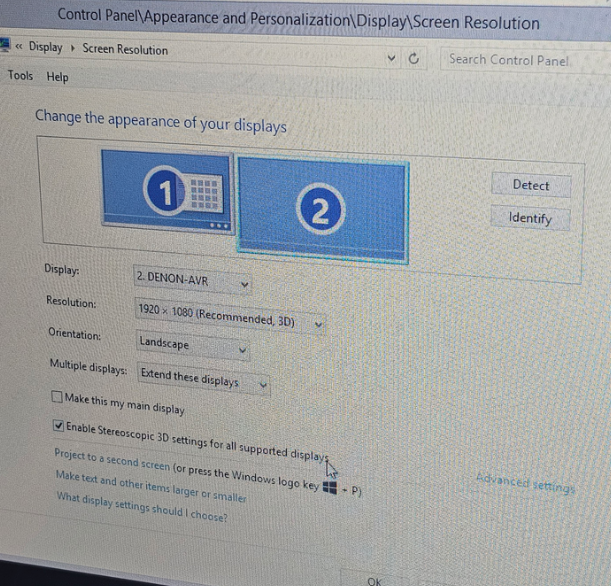 Control Panel\Appearance and Personalization\Display\Screen Resolution
« Display Screen Resolution
Search Control Panel
Tools Help
Change the appearance of your displays
1
2
Detect
Identify
Display: 2. DENON-AVR
Resolution: 1920 × 1080 (Recommended, 3D)
Orientation: Landscape
Multiple displays: Extend these displays
Make this my main display
Enable Stereoscopic 3D settings for all supported displays
Project to a second screen (or press the Windows logo key + P)
Advanced settings
Make text and other items larger or smaller
What display settings should I choose?
Ok